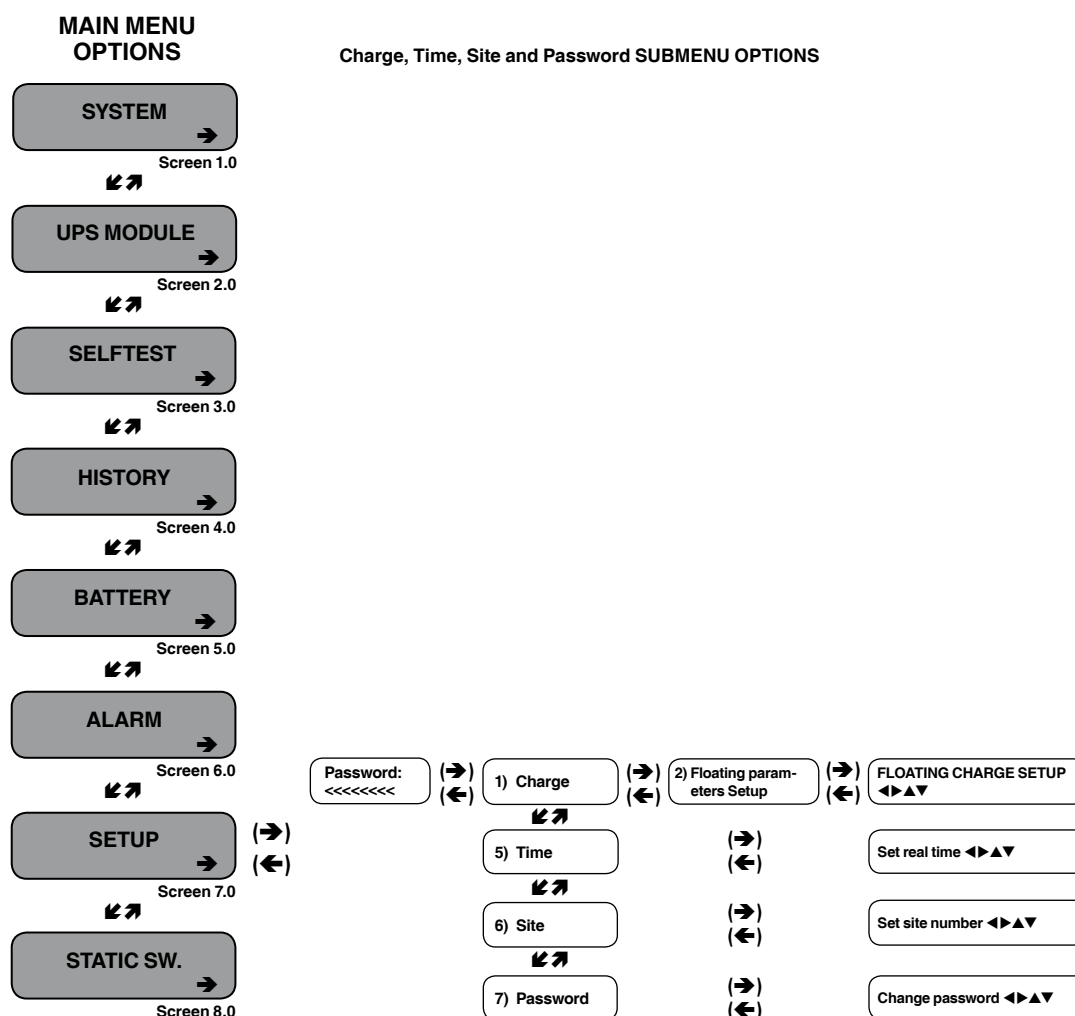 MAIN MENU
OPTIONS
Charge, Time, Site and Password SUBMENU OPTIONS
SYSTEM
➔
Screen 1.0
UPS MODULE
➔
Screen 2.0
SELFTEST
➔
Screen 3.0
HISTORY
➔
Screen 4.0
BATTERY
➔
Screen 5.0
ALARM
➔
Screen 6.0
SETUP
➔
Screen 7.0
(➔)
(←)
Password:
<<<<<<<<
(➔)
(←)
1) Charge
(➔)
(←)
2) Floating param-
eters Setup
(➔)
(←)
FLOATING CHARGE SETUP
◀▶▲▼
5) Time
(➔)
(←)
Set real time ◀▶▲▼
6) Site
(➔)
(←)
Set site number ◀▶▲▼
7) Password
(➔)
(←)
Change password ◀▶▲▼
STATIC SW.
➔
Screen 8.0